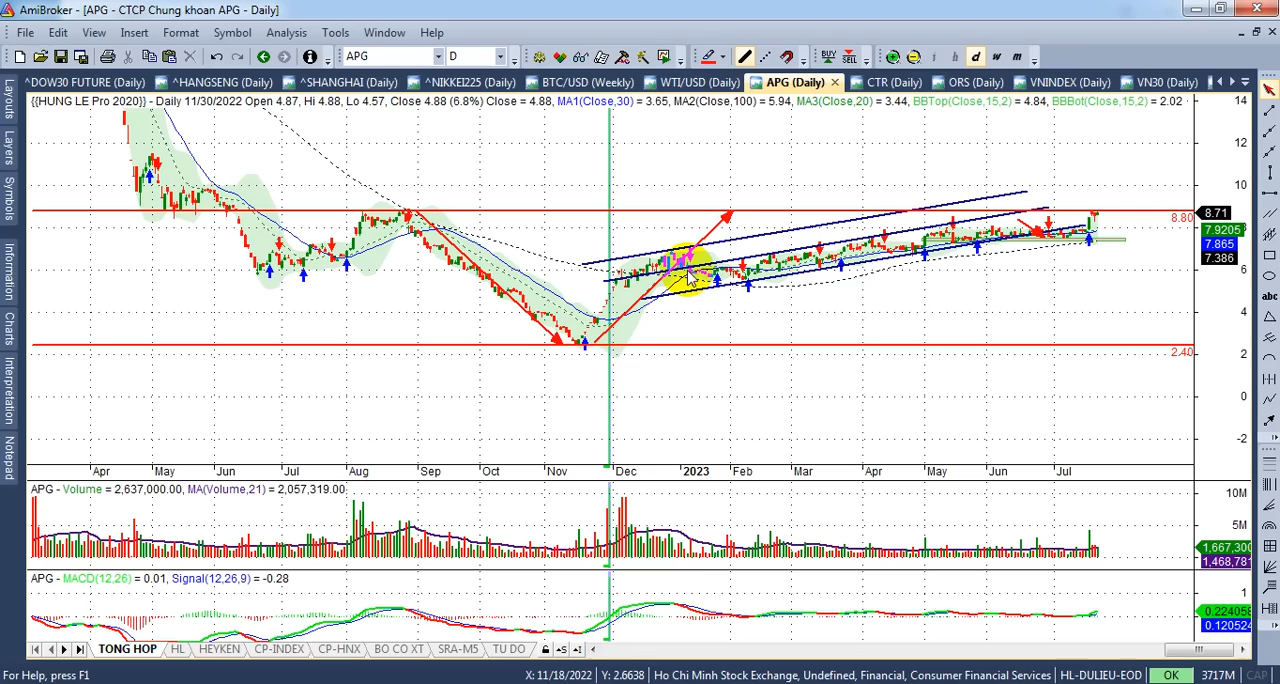 AmiBroker - [APG - CTCP Chung khoan APG - Daily]
File Edit View Insert Format Symbol Analysis Tools Window Help
APG D BUY SELL i h d w m
^DOW30 FUTURE (Daily) ^HANGSENG (Daily) ^SHANGHAI (Daily) ^NIKKEI225 (Daily) BTC/USD (Weekly) WTI/USD (Daily) APG (Daily) CTR (Daily) ORS (Daily) VNINDEX (Daily) VN30 (Daily)
Layouts
Layers
Symbols
Information
Charts
Interpretation
Notepad
{{HUNG LE Pro 2020}} - Daily 11/30/2022 Open 4.87, Hi 4.88, Lo 4.57, Close 4.88 (6.8%) Close = 4.88, MA1(Close,30) = 3.65, MA2(Close,100) = 5.94, MA3(Close,20) = 3.44, BBTop(Close,15,2) = 4.84, BBBot(Close,15,2) = 2.02
14
12
10
8.80
8.71
7.9205
7.865
7.386
6
4
2.40
2
0
-2
Apr May Jun Jul Aug Sep Oct Nov Dec 2023 Feb Mar Apr May Jun Jul
APG - Volume = 2,637,000.00, MA(Volume,21) = 2,057,319.00
10M
5M
1,667,300
1,468,781
APG - MACD(12,26) = 0.01, Signal(12,26,9) = -0.28
1
0.224058
0.120524
TONG HOP HL HEYKEN CP-INDEX CP-HNX BO CO XT SRA-M5 TU DO
For Help, press F1 X: 11/18/2022 Y: 2.6638 Ho Chi Minh Stock Exchange, Undefined, Financial, Consumer Financial Services HL-DULIEU-EOD OK 3717M CAP
abc